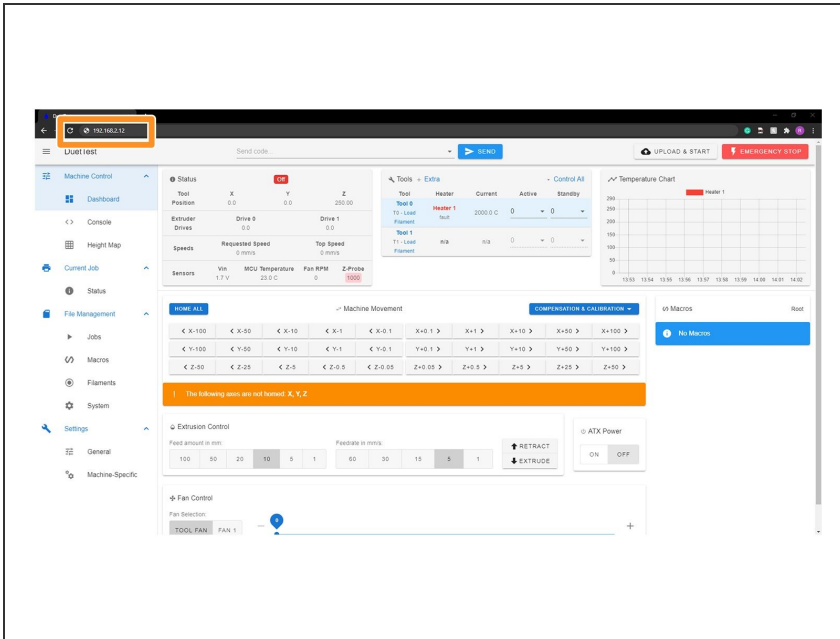 192.168.2.12
DuetTest
Send code...
SEND
UPLOAD & START
EMERGENCY STOP
Machine Control
Dashboard
Console
Height Map
Current Job
Status
File Management
Jobs
Macros
Filaments
System
Settings
General
Machine-Specific
Status Off
Tool Position X Y Z
0.0 0.0 250.00
Extruder Drives Drive 0 Drive 1
0.0 0.0
Speeds Requested Speed Top Speed
0 mm/s 0 mm/s
Sensors Vin MCU Temperature Fan RPM Z-Probe
1.7 V 23.0 C 0 1000
Tools + Extra Control All
Tool Heater Current Active Standby
Tool 0
T0 - Load Filament
Heater 1
fault
2000.0 C 0 0
Tool 1
T1 - Load Filament
n/a n/a 0 0
Temperature Chart
Heater 1
250
200
150
100
50
0
13:53 13:54 13:55 13:56 13:57 13:58 13:59 14:00 14:01 14:02
HOME ALL
Machine Movement
COMPENSATION & CALIBRATION
X-100 X-50 X-10 X-1 X-0.1 X+0.1 X+1 X+10 X+50 X+100
Y-100 Y-50 Y-10 Y-1 Y-0.1 Y+0.1 Y+1 Y+10 Y+50 Y+100
Z-50 Z-25 Z-5 Z-0.5 Z-0.05 Z+0.05 Z+0.5 Z+5 Z+25 Z+50
! The following axes are not homed: X, Y, Z
Macros Root
No Macros
Extrusion Control
Feed amount in mm:
100 50 20 10 5 1
Feedrate in mm/s:
60 30 15 5 1
RETRACT
EXTRUDE
ATX Power
ON OFF
Fan Control
Fan Selection:
TOOL FAN FAN 1
0